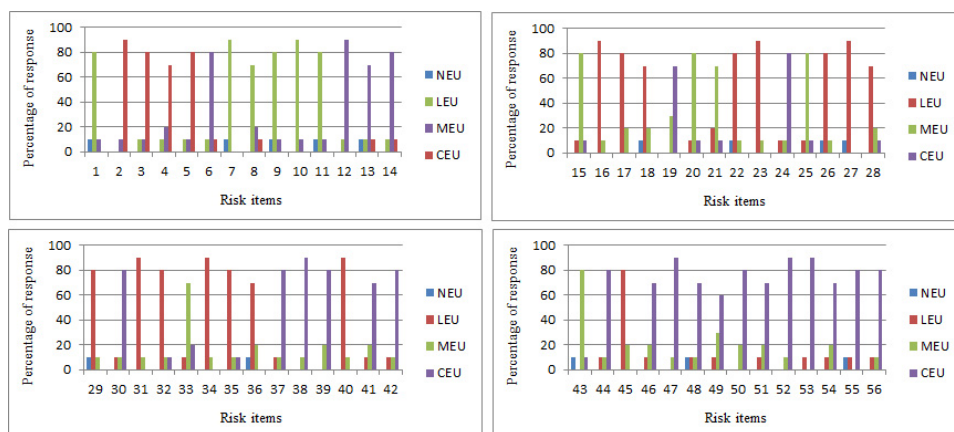 Percentage of response
100
80
60
40
20
0
1 2 3 4 5 6 7 8 9 10 11 12 13 14
Risk items
NEU
LEU
MEU
CEU
Percentage of response
100
80
60
40
20
0
15 16 17 18 19 20 21 22 23 24 25 26 27 28
Risk items
NEU
LEU
MEU
CEU
Percentage of response
100
80
60
40
20
0
29 30 31 32 33 34 35 36 37 38 39 40 41 42
Risk items
NEU
LEU
MEU
CEU
Percentage of response
100
80
60
40
20
0
43 44 45 46 47 48 49 50 51 52 53 54 55 56
Risk items
NEU
LEU
MEU
CEU